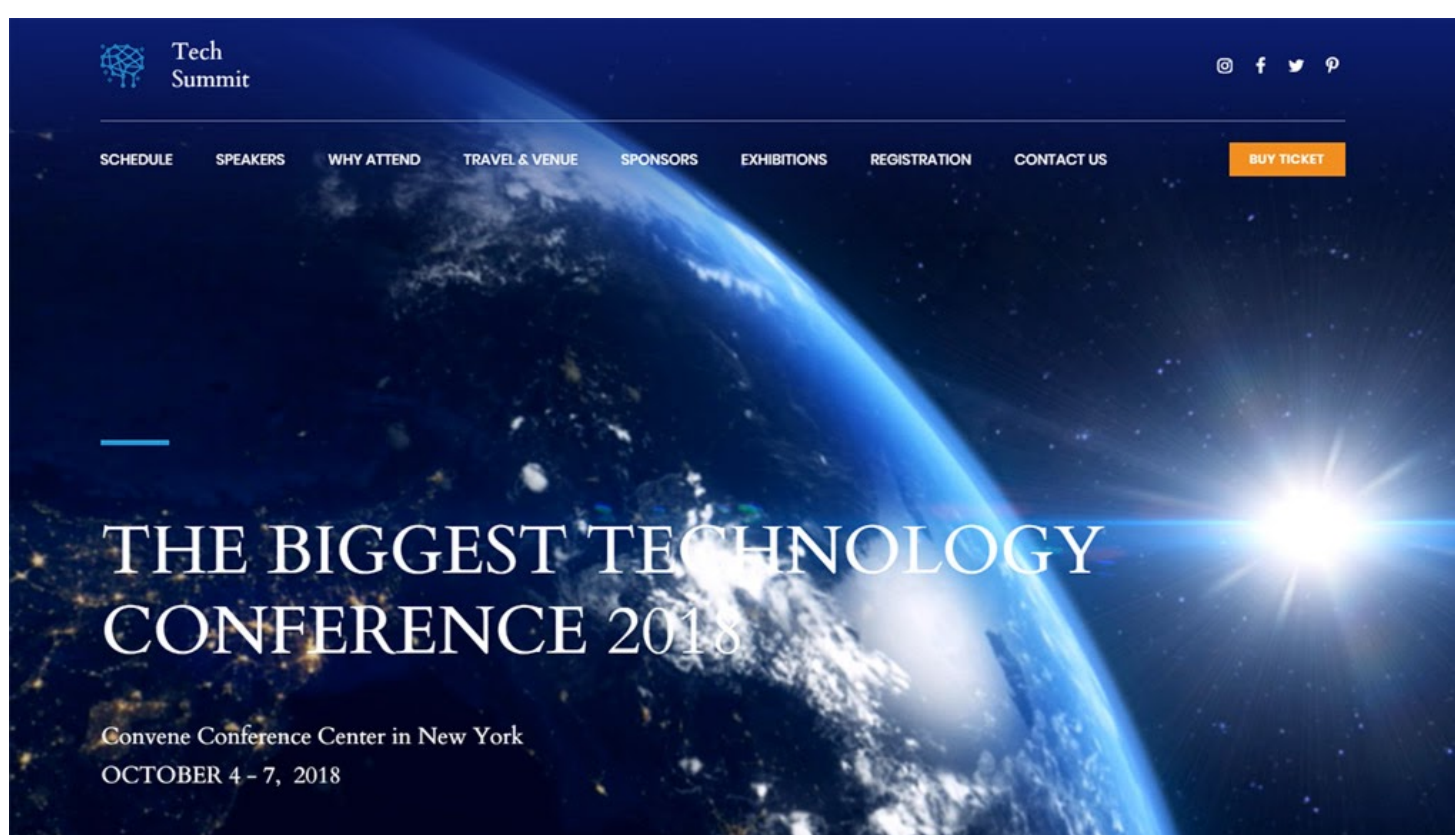 Tech
Summit
SCHEDULE SPEAKERS WHY ATTEND TRAVEL & VENUE SPONSORS EXHIBITIONS REGISTRATION CONTACT US BUY TICKET
THE BIGGEST TECHNOLOGY
CONFERENCE 2018
Convene Conference Center in New York
OCTOBER 4 - 7, 2018